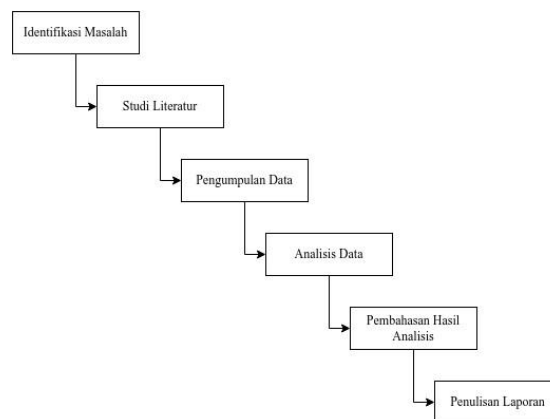 Identifikasi Masalah
Studi Literatur
Pengumpulan Data
Analisis Data
Pembahasan Hasil
Analisis
Penulisan Laporan